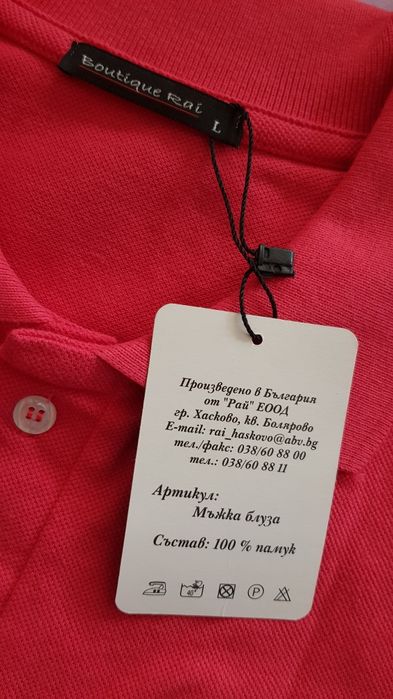 Boutique Rai
L
Произведено в България
от "Рай" ЕООД
гр. Хасково, кв. Болярово
E-mail: rai_haskovo@abv.bg
тел./факс: 038/60 88 00
тел.: 038/60 88 11
Артикул:
Мъжка блуза
Състав: 100 % памук
40°
P